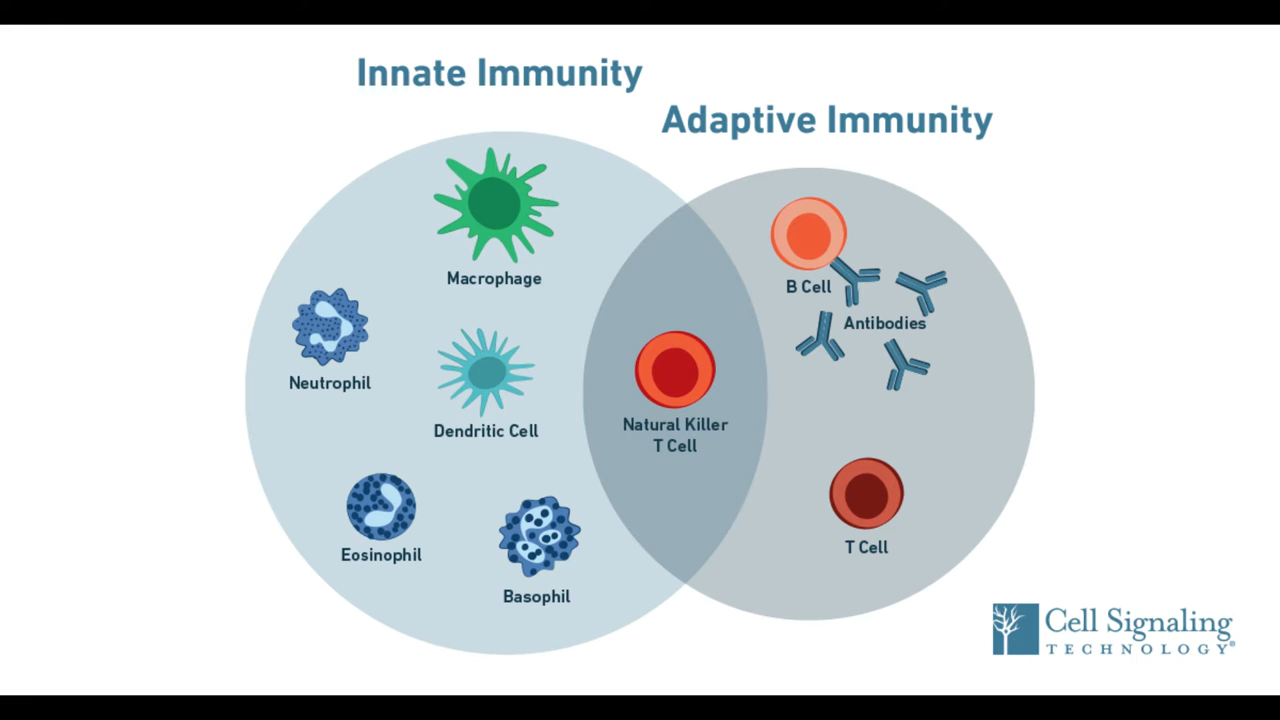 Innate Immunity
Adaptive Immunity
Macrophage
B Cell
Antibodies
Neutrophil
Dendritic Cell
Natural Killer
T Cell
Eosinophil
Basophil
T Cell
Cell Signaling
TECHNOLOGY®